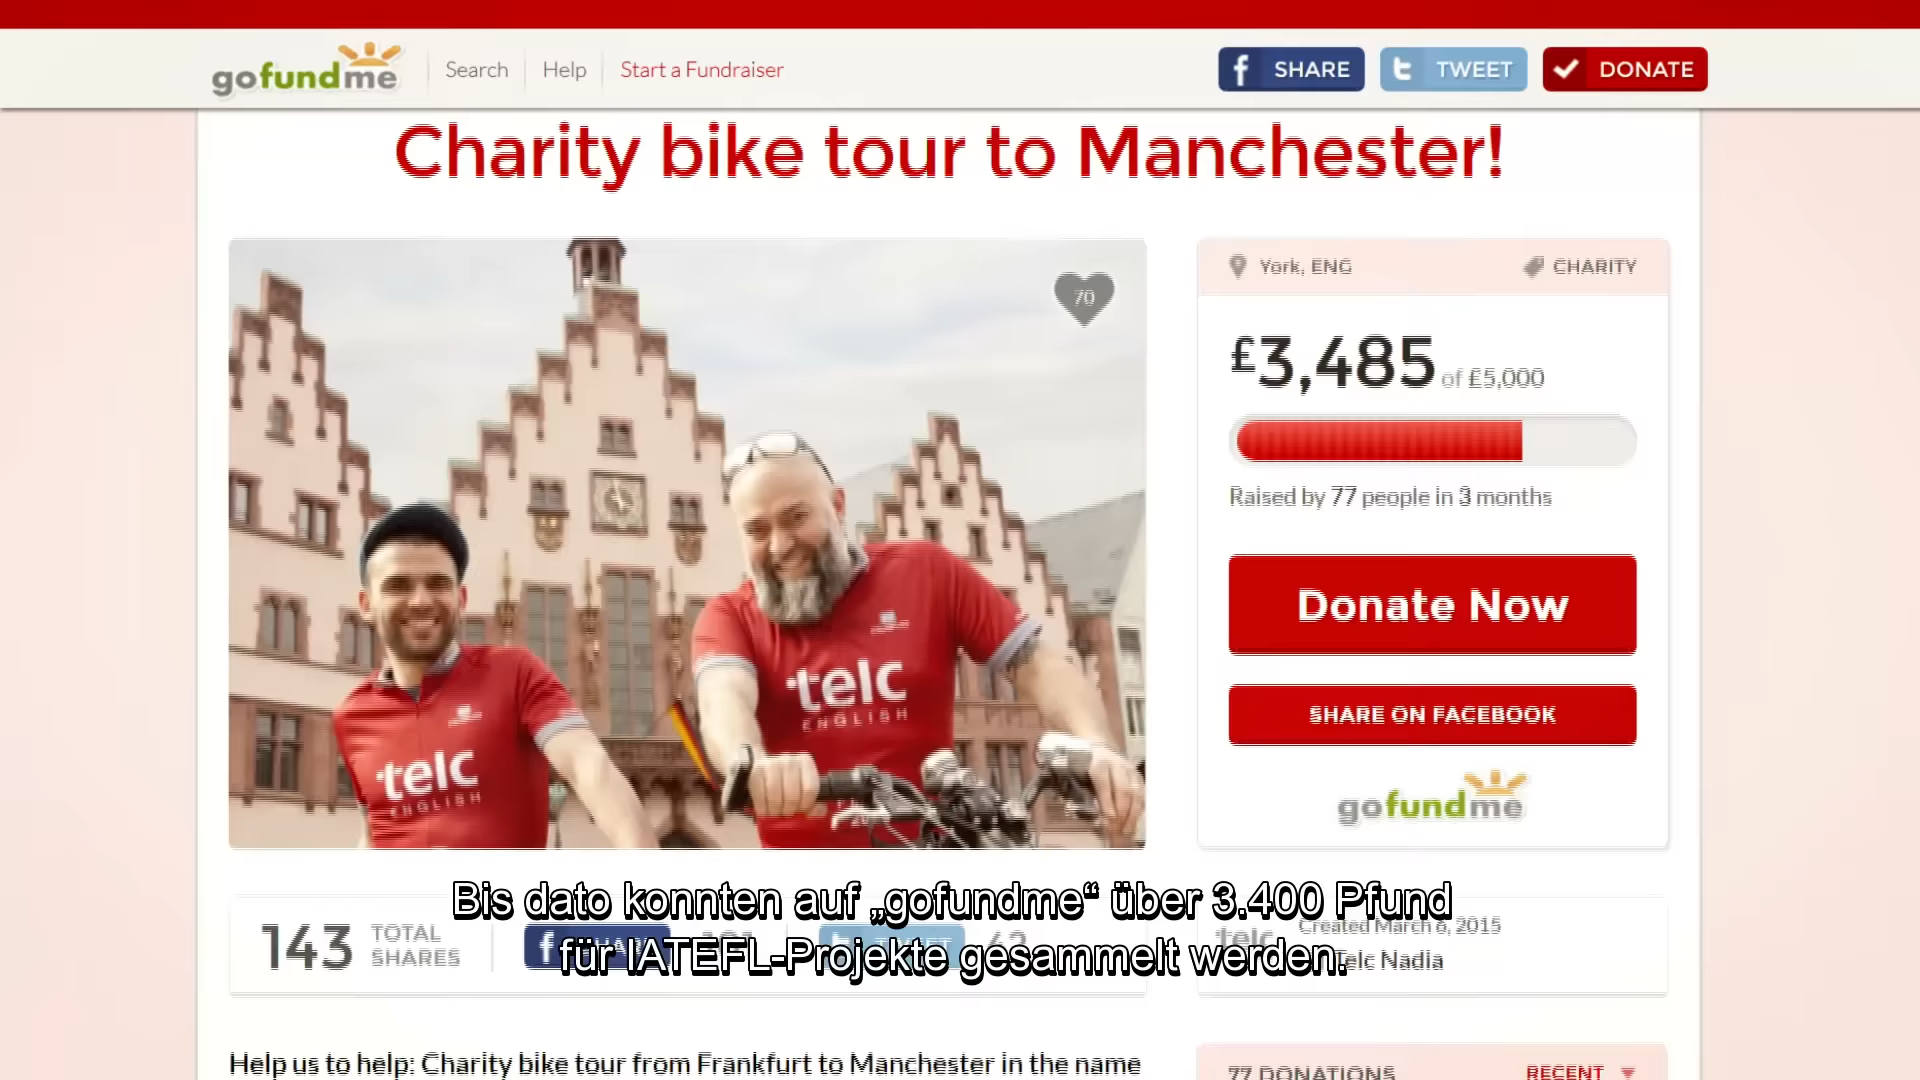 gofundme
Search
Help
Start a Fundraiser
SHARE
TWEET
DONATE
Charity bike tour to Manchester!
70
York, ENG
CHARITY
£3,485 of £5,000
Raised by 77 people in 3 months
Donate Now
SHARE ON FACEBOOK
gofundme
telc
ENGLISH
telc
ENGLISH
143 TOTAL SHARES
Created March 6, 2015
Telc Nadia
Bis dato konnten auf „gofundme“ über 3.400 Pfund
für IATEFL-Projekte gesammelt werden.
Help us to help: Charity bike tour from Frankfurt to Manchester in the name
77 DONATIONS
RECENT